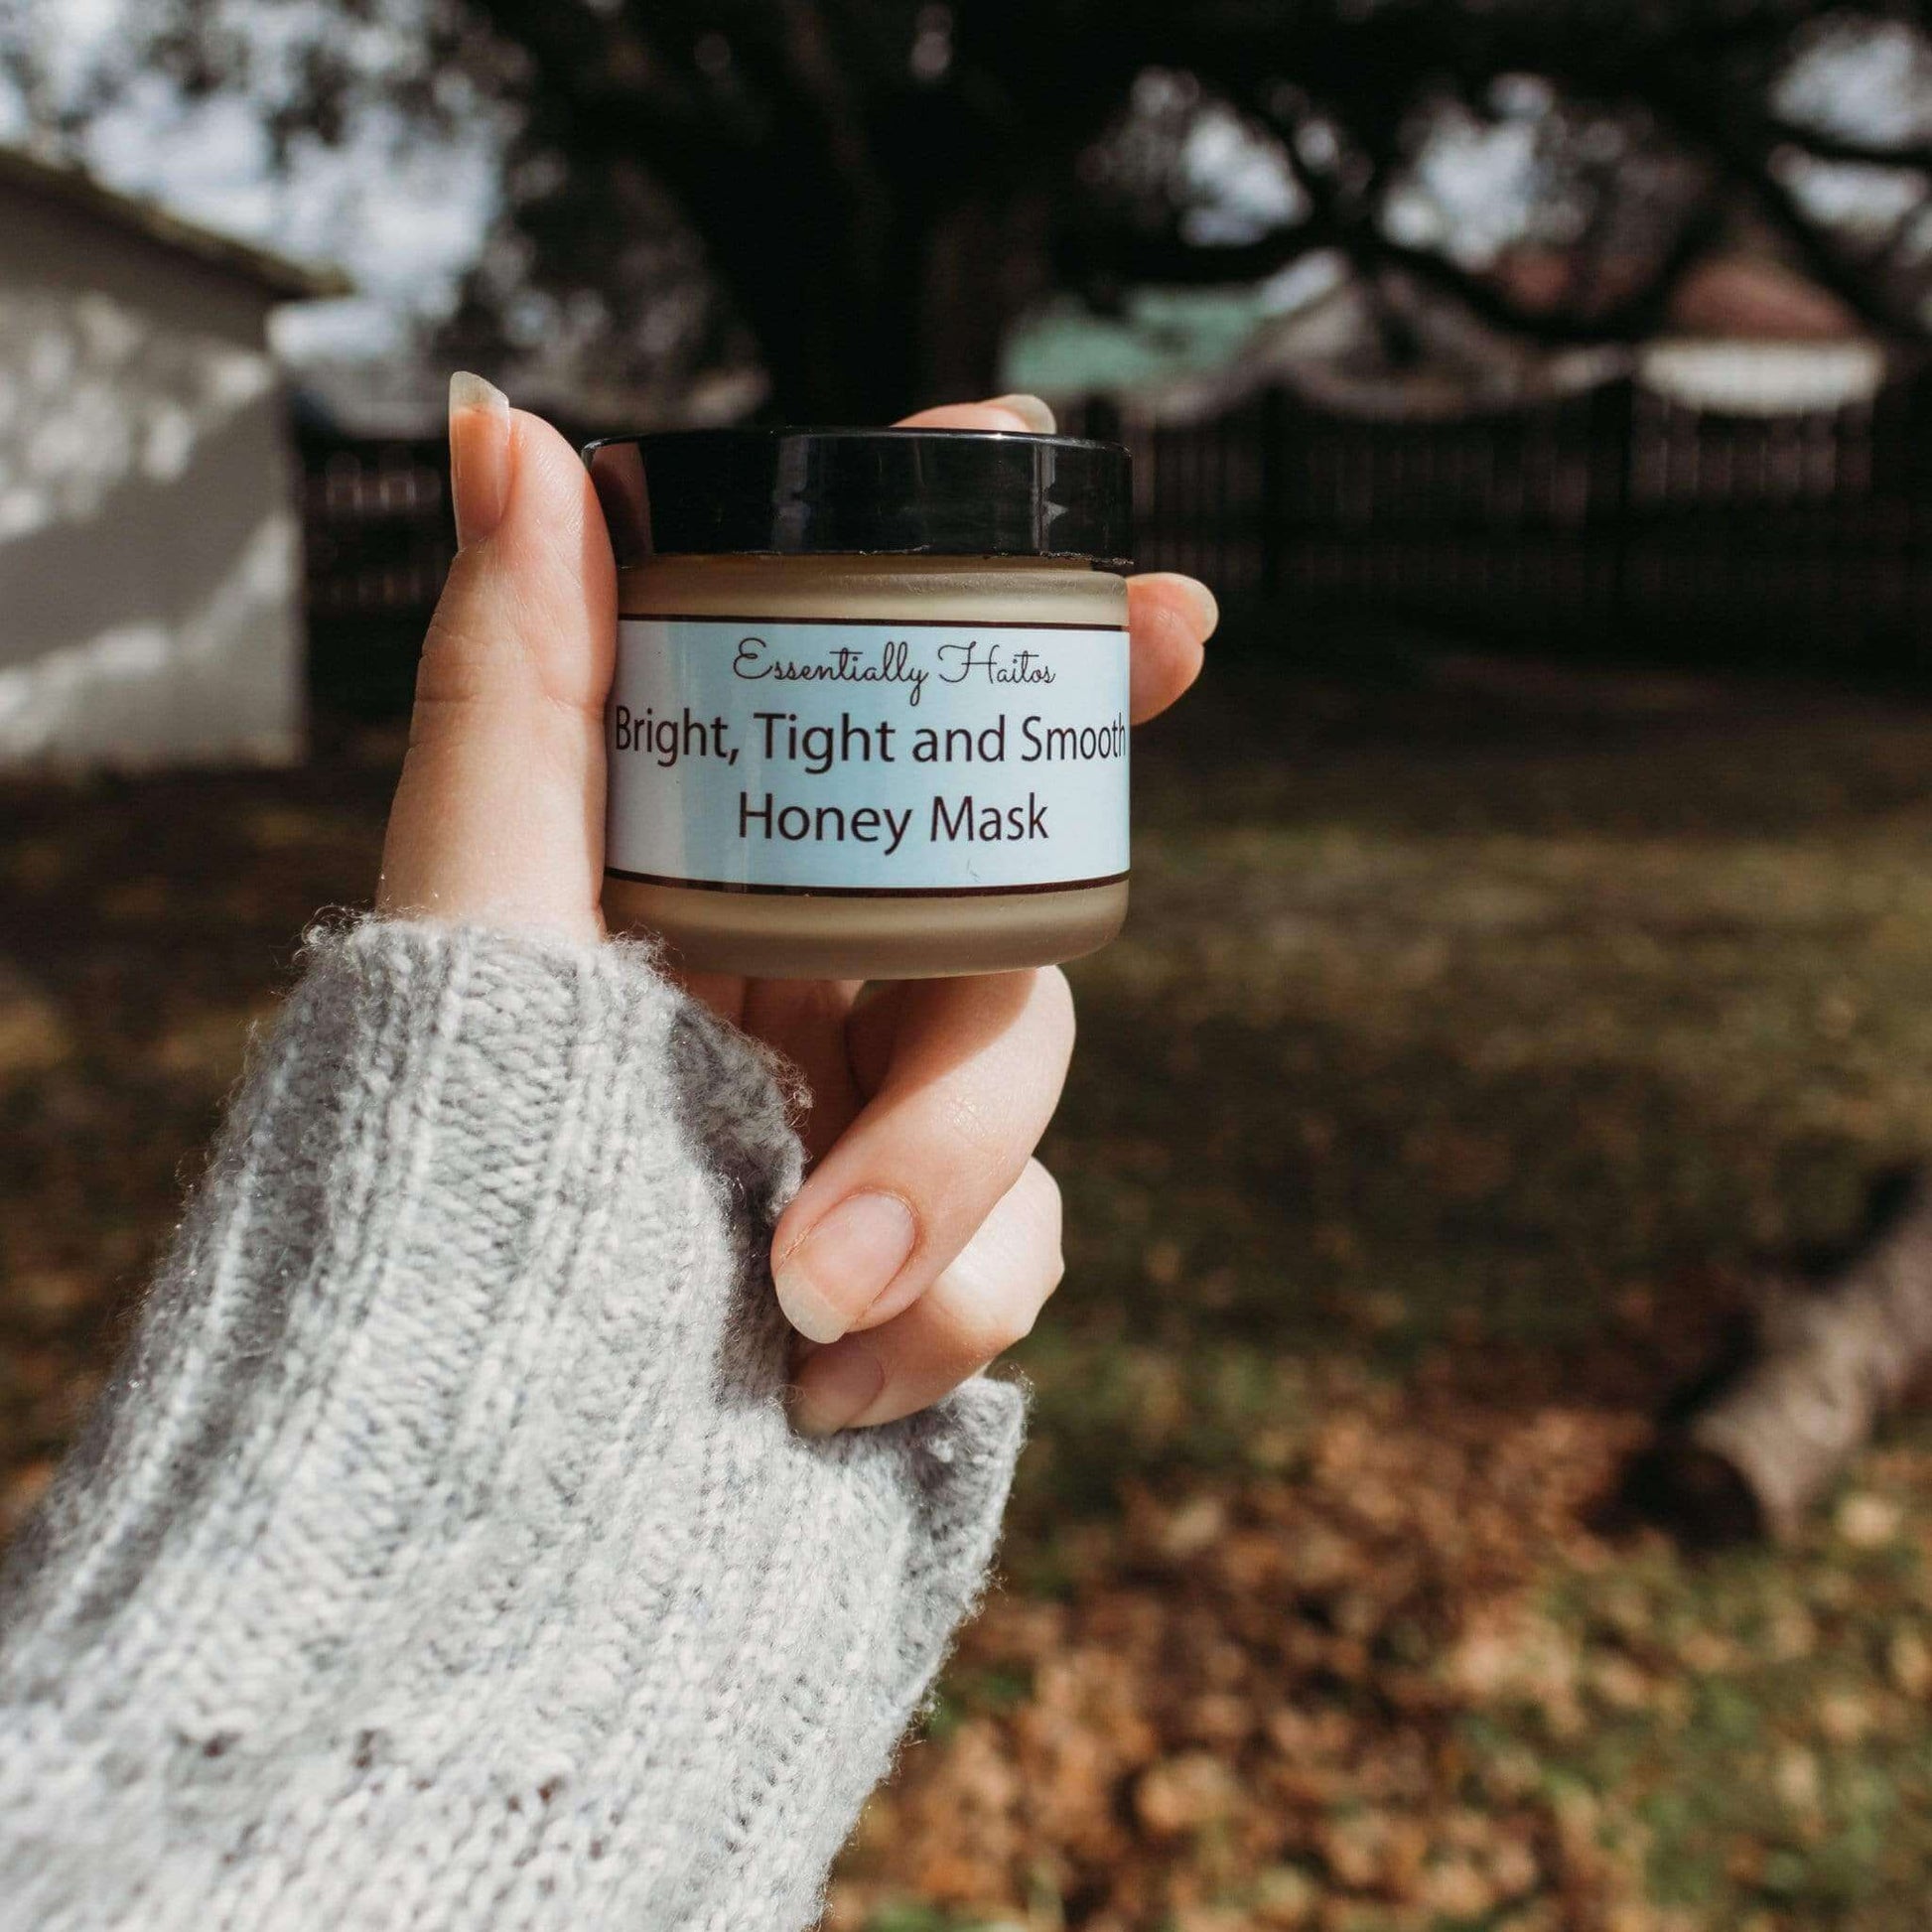 Essentially Haitos
Bright, Tight and Smooth
Honey Mask